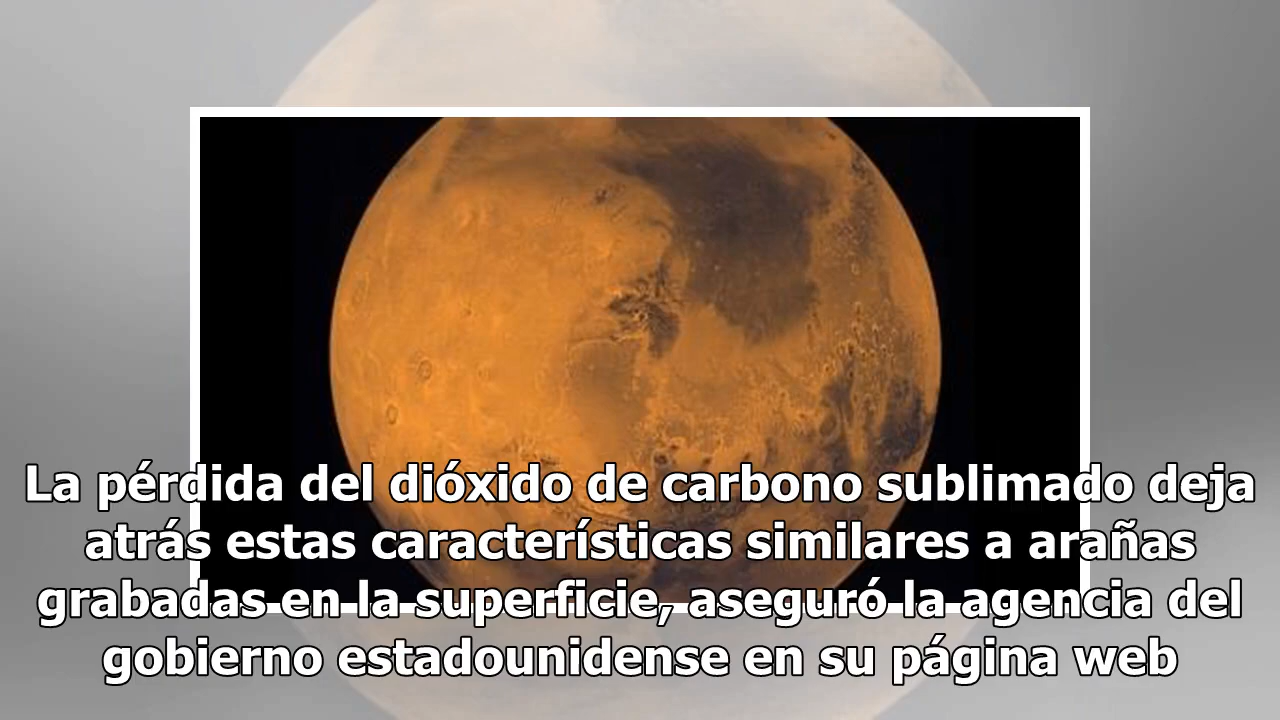 La pérdida del dióxido de carbono sublimado deja
atrás estas características similares a arañas
grabadas en la superficie, aseguró la agencia del
gobierno estadounidense en su página web